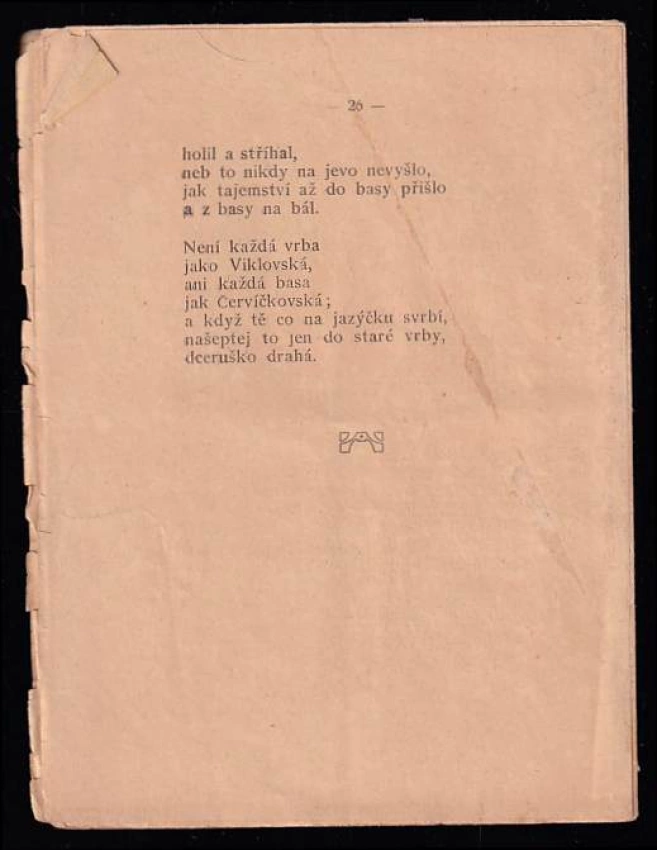 26 —
holil a stříhal,
neb to nikdy na jevo nevyšlo,
jak tajemství až do basy přišlo
a z basy na bál.
Není každá vrba
jako Viklovská,
ani každá basa
jak Červíčkovská;
a když tě co na jazýčku svrbí,
našeptej to jen do staré vrby,
dceruško drahá.